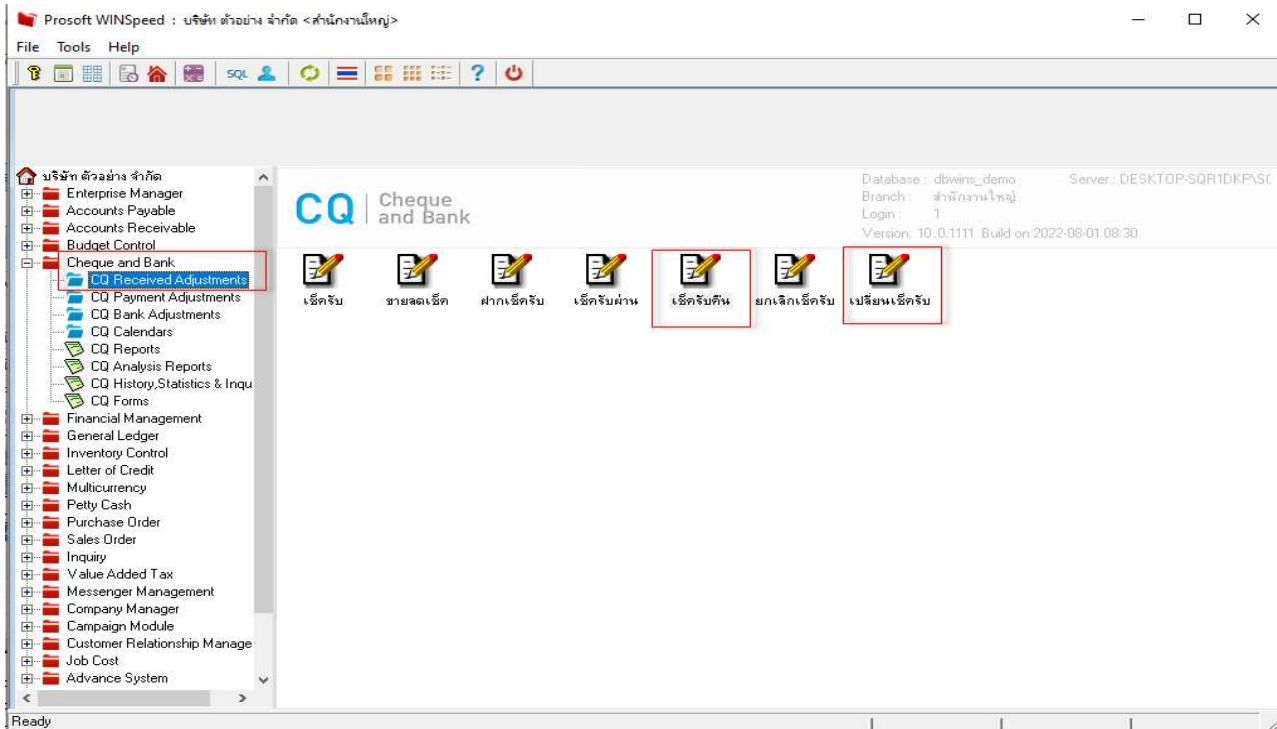 Prosoft WINSpeed : บริษัท ตัวอย่าง จำกัด <สำนักงานใหญ่>
File Tools Help
SQL
บริษัท ตัวอย่าง จำกัด
Enterprise Manager
Accounts Payable
Accounts Receivable
Budget Control
Cheque and Bank
CQ Received Adjustments
CQ Payment Adjustments
CQ Bank Adjustments
CQ Calendars
CQ Reports
CQ Analysis Reports
CQ History,Statistics & Inqu
CQ Forms
Financial Management
General Ledger
Inventory Control
Letter of Credit
Multicurrency
Petty Cash
Purchase Order
Sales Order
Inquiry
Value Added Tax
Messenger Management
Company Manager
Campaign Module
Customer Relationship Manage
Job Cost
Advance System
CQ Cheque
and Bank
Database : dbwins_demo Server : DESKTOP-SQR1DKP\S(
Branch : สำนักงานใหญ่
Login : 1
Version: 10.0.1111 Build on 2022-08-01 08:30
เช็ครับ ขายลดเช็ค ฝากเช็ครับ เช็ครับผ่าน เช็ครับคืน ยกเลิกเช็ครับ เปลี่ยนเช็ครับ
Ready